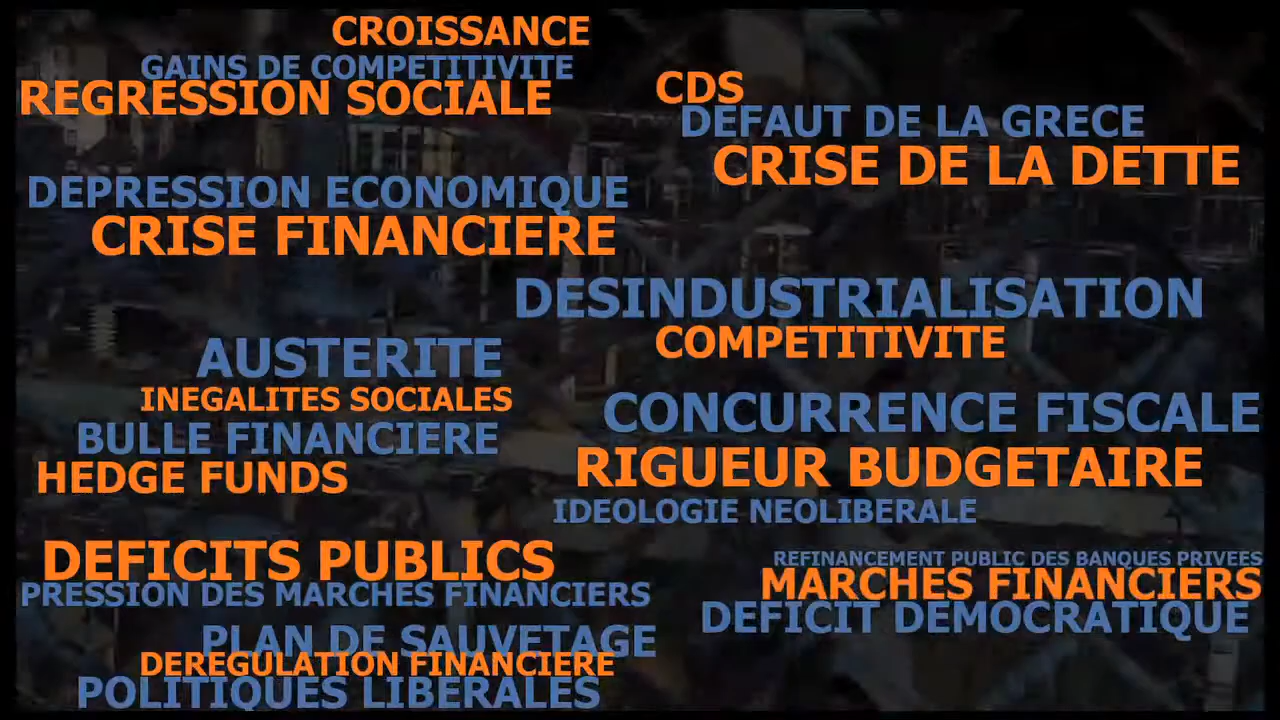 CROISSANCE
GAINS DE COMPETITIVITE
REGRESSION SOCIALE
CDS
DEFAUT DE LA GRECE
CRISE DE LA DETTE
DEPRESSION ECONOMIQUE
CRISE FINANCIERE
DESINDUSTRIALISATION
COMPETITIVITE
AUSTERITE
INEGALITES SOCIALES
BULLE FINANCIERE
HEDGE FUNDS
CONCURRENCE FISCALE
RIGUEUR BUDGETAIRE
IDEOLOGIE NEOLIBERALE
DEFICITS PUBLICS
PRESSION DES MARCHES FINANCIERS
REFINANCEMENT PUBLIC DES BANQUES PRIVEES
MARCHES FINANCIERS
DEFICIT DEMOCRATIQUE
PLAN DE SAUVETAGE
DEREGULATION FINANCIERE
POLITIQUES LIBERALES